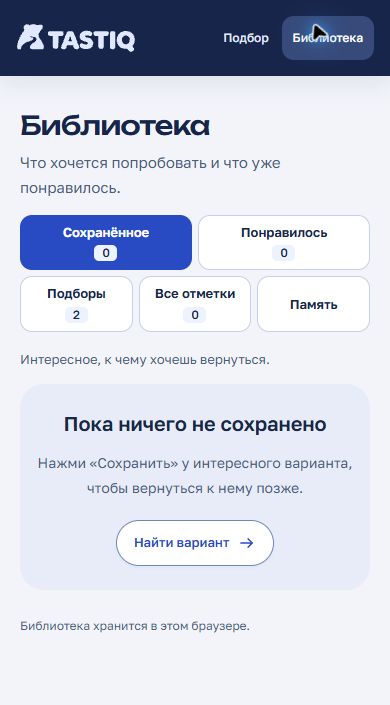 TASTIQ
Подбор
Библиотека
Библиотека
Что хочется попробовать и что уже
понравилось.
Сохранённое
0
Понравилось
0
Подборы
2
Все отметки
0
Память
Интересное, к чему хочешь вернуться.
Пока ничего не сохранено
Нажми «Сохранить» у интересного варианта,
чтобы вернуться к нему позже.
Найти вариант →
Библиотека хранится в этом браузере.